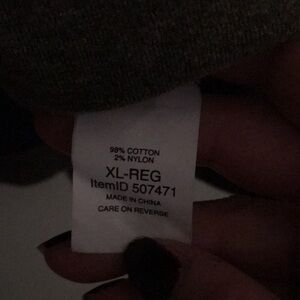 98% COTTON
2% NYLON
XL-REG
ItemID 507471
MADE IN CHINA
CARE ON REVERSE